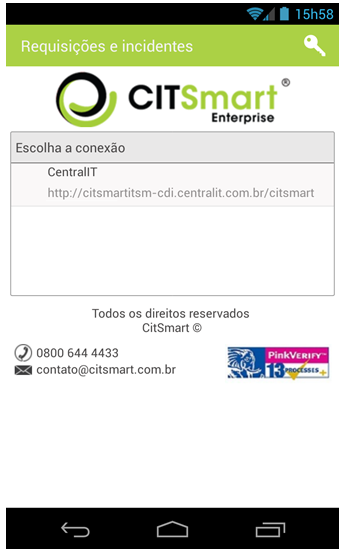 15h58
Requisições e incidentes
CITSmart ®
Enterprise
Escolha a conexão
CentralIT
http://citsmartitsm-cdi.centralit.com.br/citsmart
Todos os direitos reservados
CitSmart ©
0800 644 4433
contato@citsmart.com.br
PinkVERIFY™
13 PROCESSES +